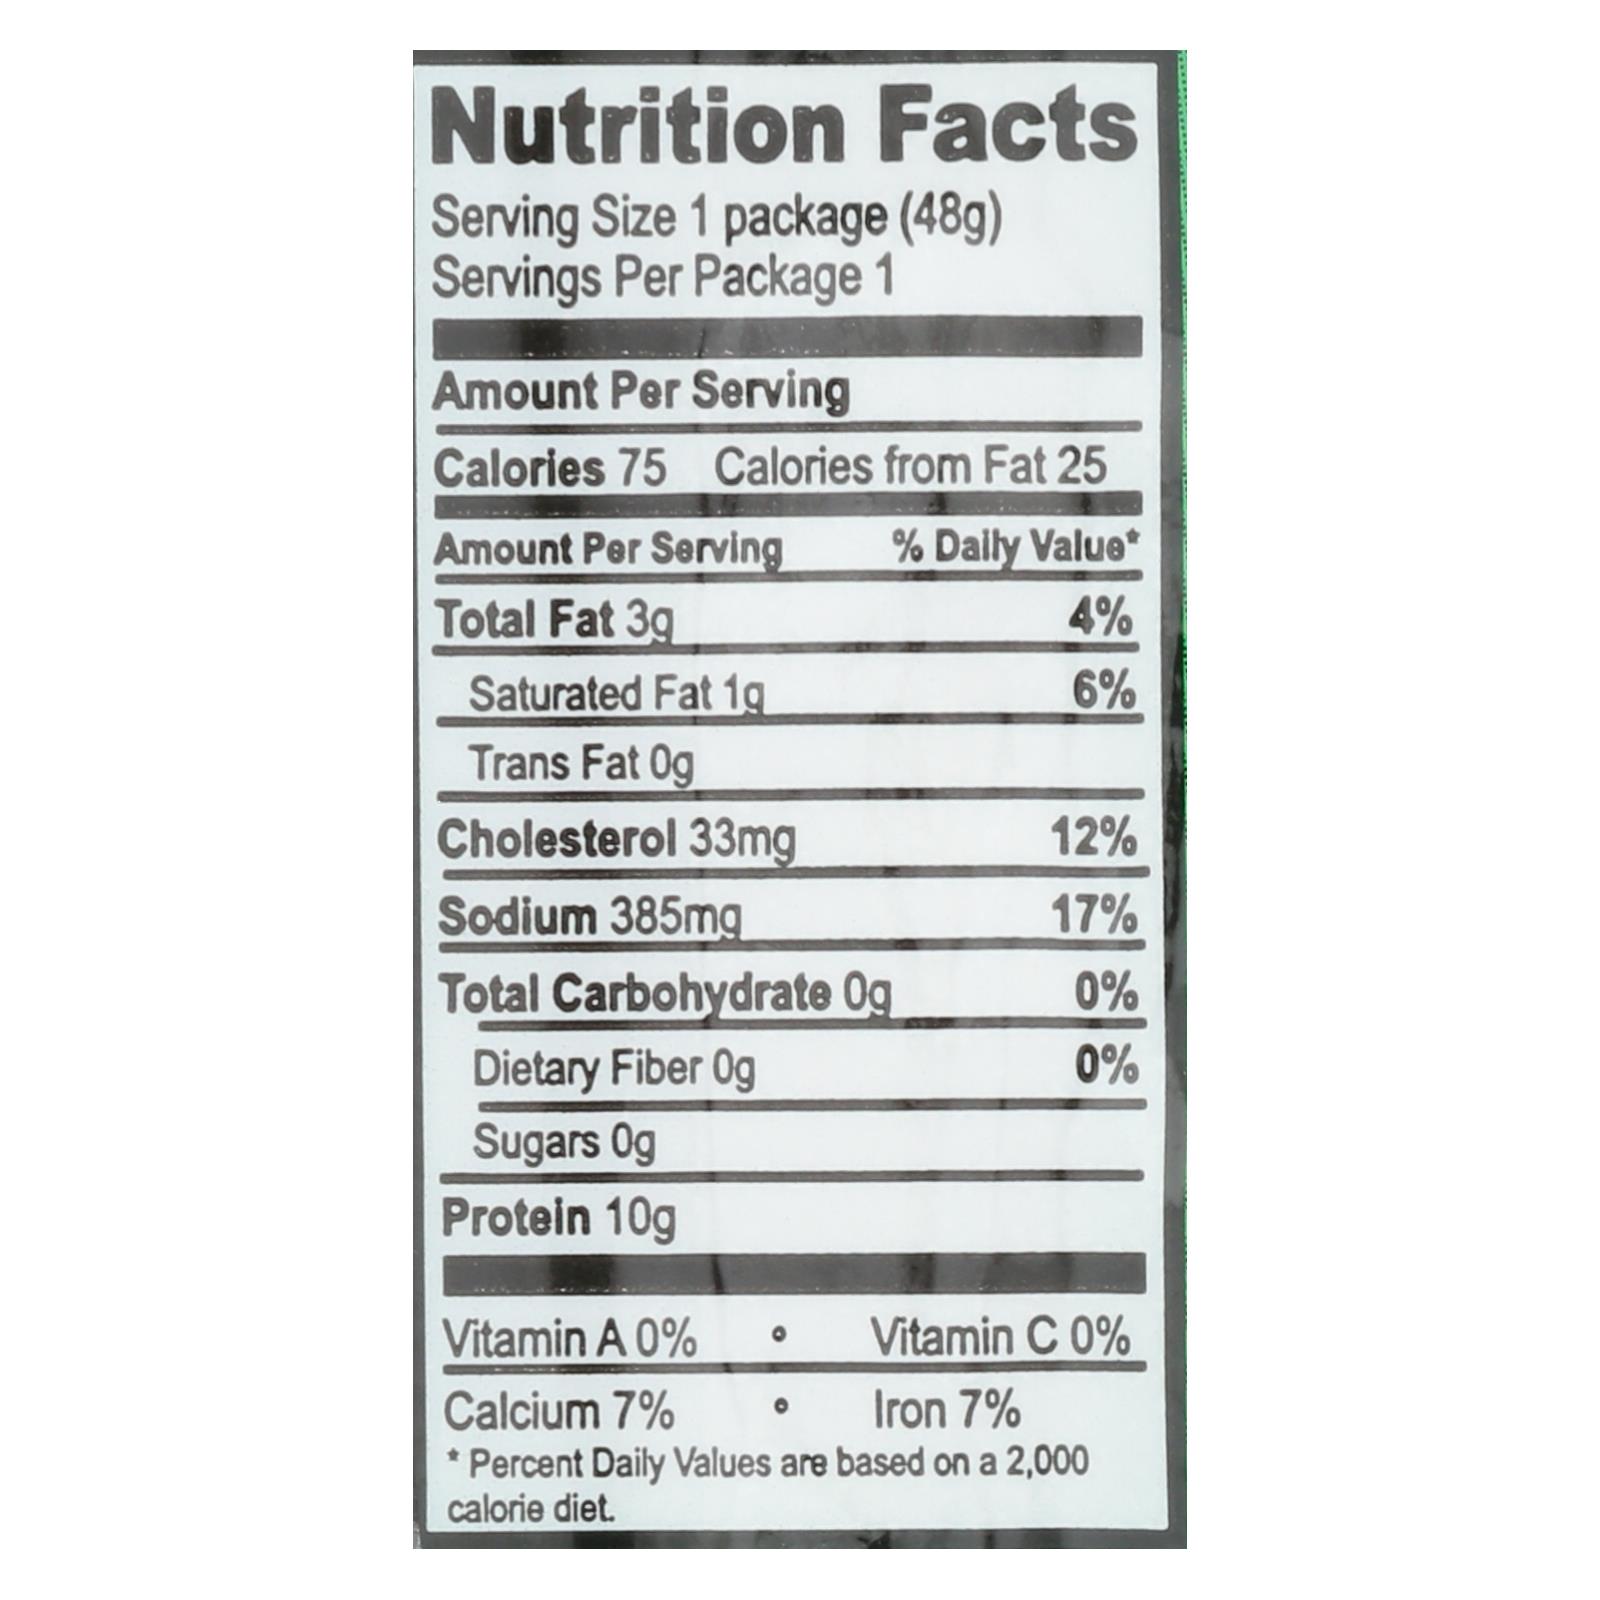 Nutrition Facts
Serving Size 1 package (48g)
Servings Per Package 1
Amount Per Serving
Calories 75 Calories from Fat 25
Amount Per Serving % Daily Value*
Total Fat 3g 4%
Saturated Fat 1g 6%
Trans Fat 0g
Cholesterol 33mg 12%
Sodium 385mg 17%
Total Carbohydrate 0g 0%
Dietary Fiber 0g 0%
Sugars 0g
Protein 10g
Vitamin A 0% • Vitamin C 0%
Calcium 7% • Iron 7%
* Percent Daily Values are based on a 2,000
calorie diet.